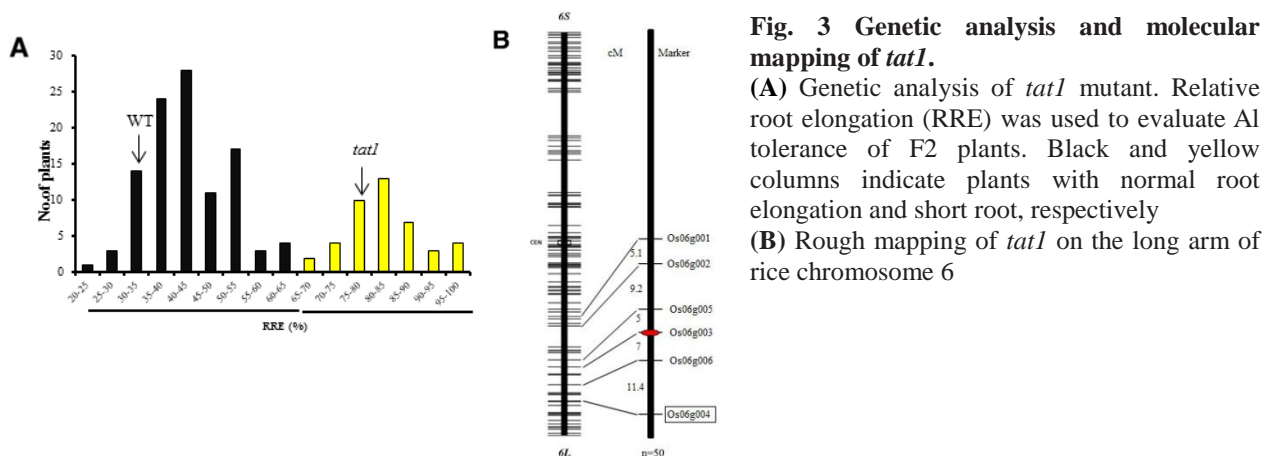 A
30
25
20
15
10
5
0
No.of plants
WT
tat1
20-25
25-30
30-35
35-40
40-45
45-50
50-55
55-60
60-65
65-70
70-75
75-80
80-85
85-90
90-95
95-100
RRE (%)
B
6S
cM
Marker
CEN
Os06g001
5.1
Os06g002
9.2
Os06g005
5
Os06g003
7
Os06g006
11.4
Os06g004
6L
n=50
Fig. 3 Genetic analysis and molecular
mapping of tat1.
(A) Genetic analysis of tat1 mutant. Relative
root elongation (RRE) was used to evaluate Al
tolerance of F2 plants. Black and yellow
columns indicate plants with normal root
elongation and short root, respectively
(B) Rough mapping of tat1 on the long arm of
rice chromosome 6